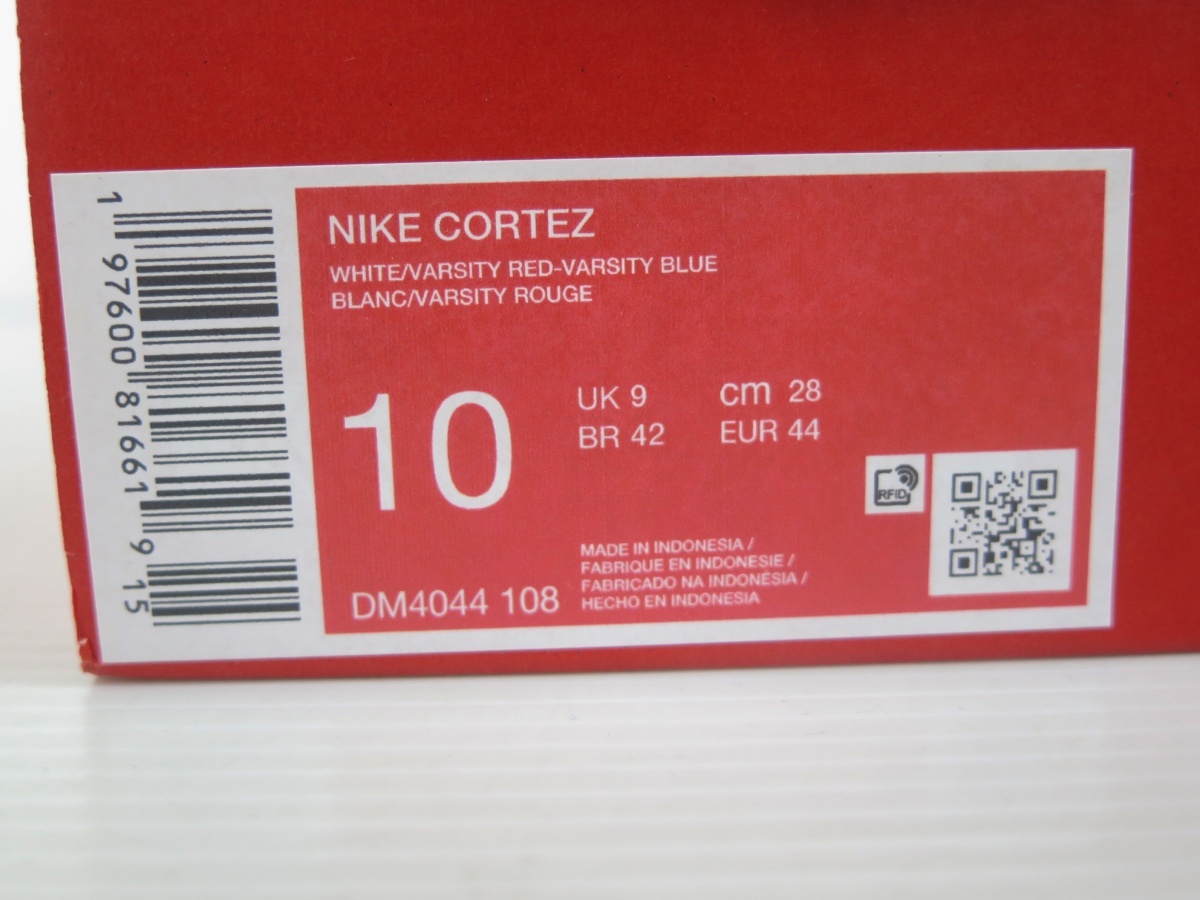 1 97600 81661 9 15
NIKE CORTEZ
WHITE/VARSITY RED-VARSITY BLUE
BLANC/VARSITY ROUGE
10
UK 9 cm 28
BR 42 EUR 44
RFID
DM4044 108
MADE IN INDONESIA /
FABRIQUE EN INDONESIE /
FABRICADO NA INDONÉSIA /
HECHO EN INDONESIA